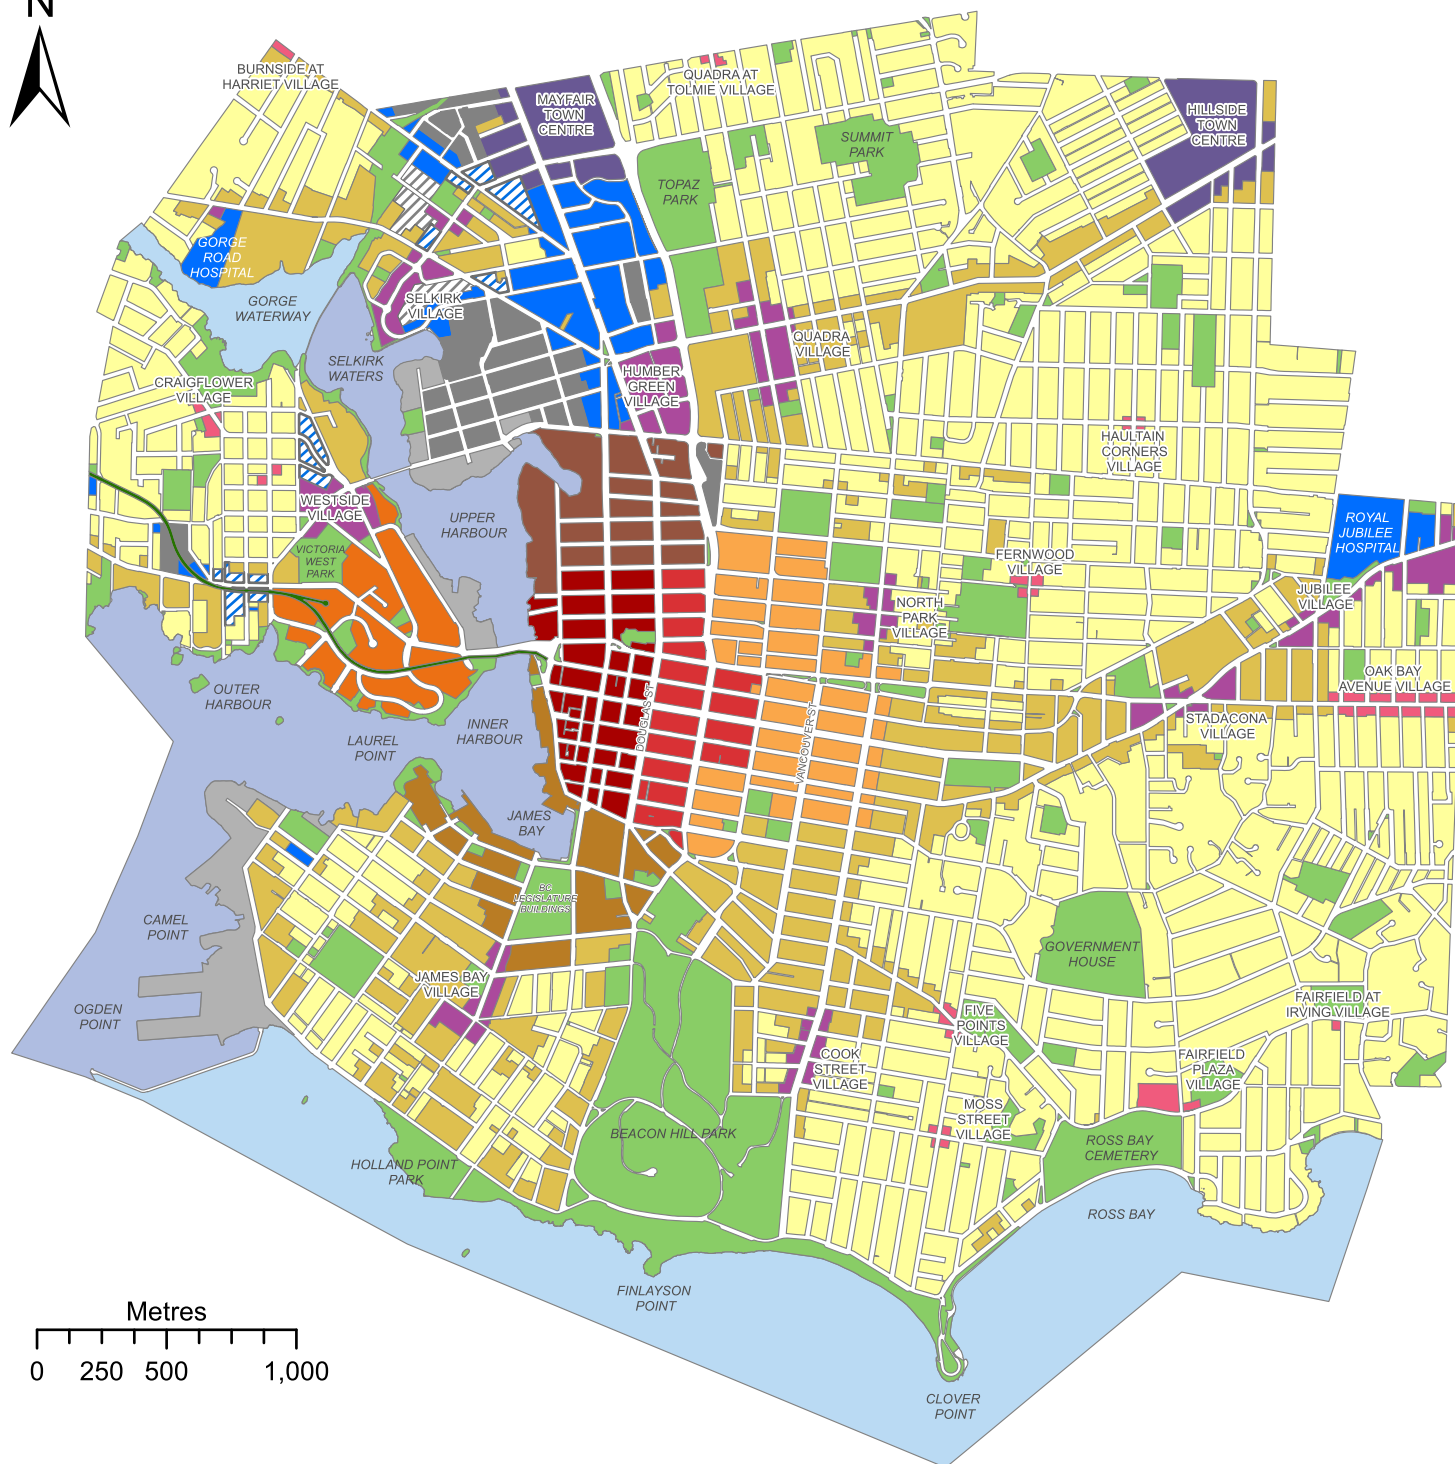 N
BURNSIDE AT
HARRIET VILLAGE
MAYFAIR
TOWN
CENTRE
QUADRA AT
TOLMIE VILLAGE
HILLSIDE
TOWN
CENTRE
SUMMIT
PARK
TOPAZ
PARK
GORGE
ROAD
HOSPITAL
GORGE
WATERWAY
SELKIRK
VILLAGE
SELKIRK
WATERS
QUADRA
VILLAGE
HUMBER
GREEN
VILLAGE
CRAIGFLOWER
VILLAGE
HAULTAIN
CORNERS
VILLAGE
WESTSIDE
VILLAGE
UPPER
HARBOUR
ROYAL
JUBILEE
HOSPITAL
VICTORIA
WEST
PARK
FERNWOOD
VILLAGE
JUBILEE
VILLAGE
NORTH
PARK
VILLAGE
OAK BAY
AVENUE VILLAGE
OUTER
HARBOUR
INNER
HARBOUR
DOUGLAS ST
VANCOUVER ST
STADACONA
VILLAGE
LAUREL
POINT
JAMES
BAY
BC
LEGISLATURE
BUILDINGS
CAMEL
POINT
GOVERNMENT
HOUSE
JAMES BAY
VILLAGE
OGDEN
POINT
FIVE
POINTS
VILLAGE
FAIRFIELD AT
IRVING VILLAGE
COOK
STREET
VILLAGE
FAIRFIELD
PLAZA
VILLAGE
MOSS
STREET
VILLAGE
BEACON HILL PARK
ROSS BAY
CEMETERY
HOLLAND POINT
PARK
ROSS BAY
FINLAYSON
POINT
CLOVER
POINT
Metres
0 250 500 1,000